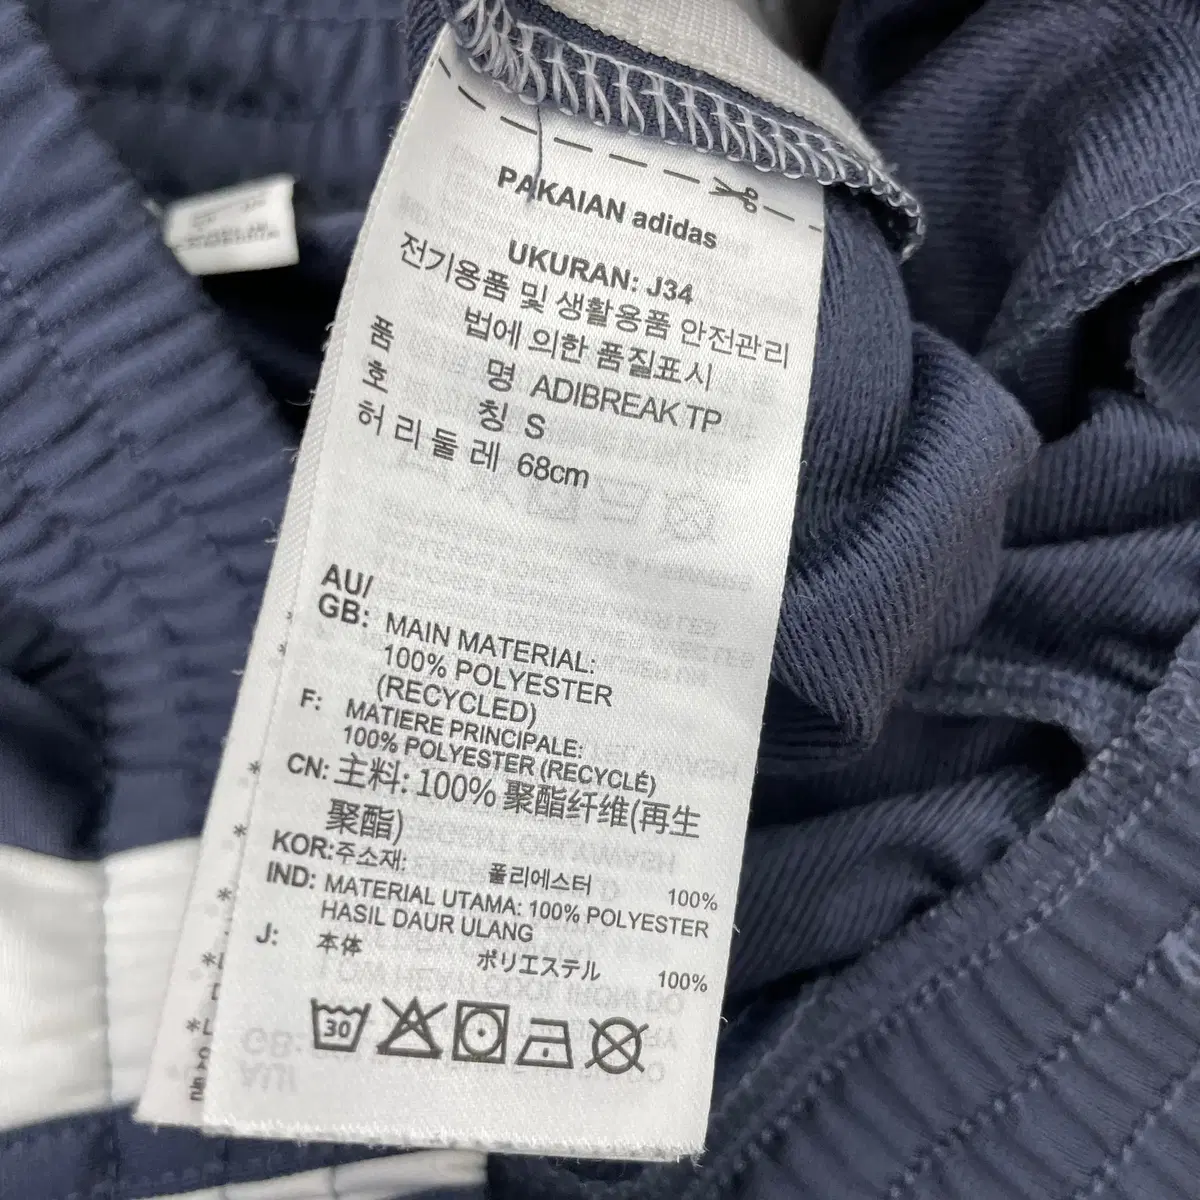 PAKAIAN adidas
UKURAN: J34
전기용품 및 생활용품 안전관리
법에 의한 품질표시
품 명 ADIBREAK TP
호 칭 S
허리둘레 68cm
AU/
GB: MAIN MATERIAL:
100% POLYESTER
(RECYCLED)
F: MATIERE PRINCIPALE:
100% POLYESTER (RECYCLÉ)
CN: 主料: 100% 聚酯纤维(再生
聚酯)
KOR:주소재: 폴리에스터 100%
IND: MATERIAL UTAMA: 100% POLYESTER
HASIL DAUR ULANG
J: 本体 ポリエステル 100%
30